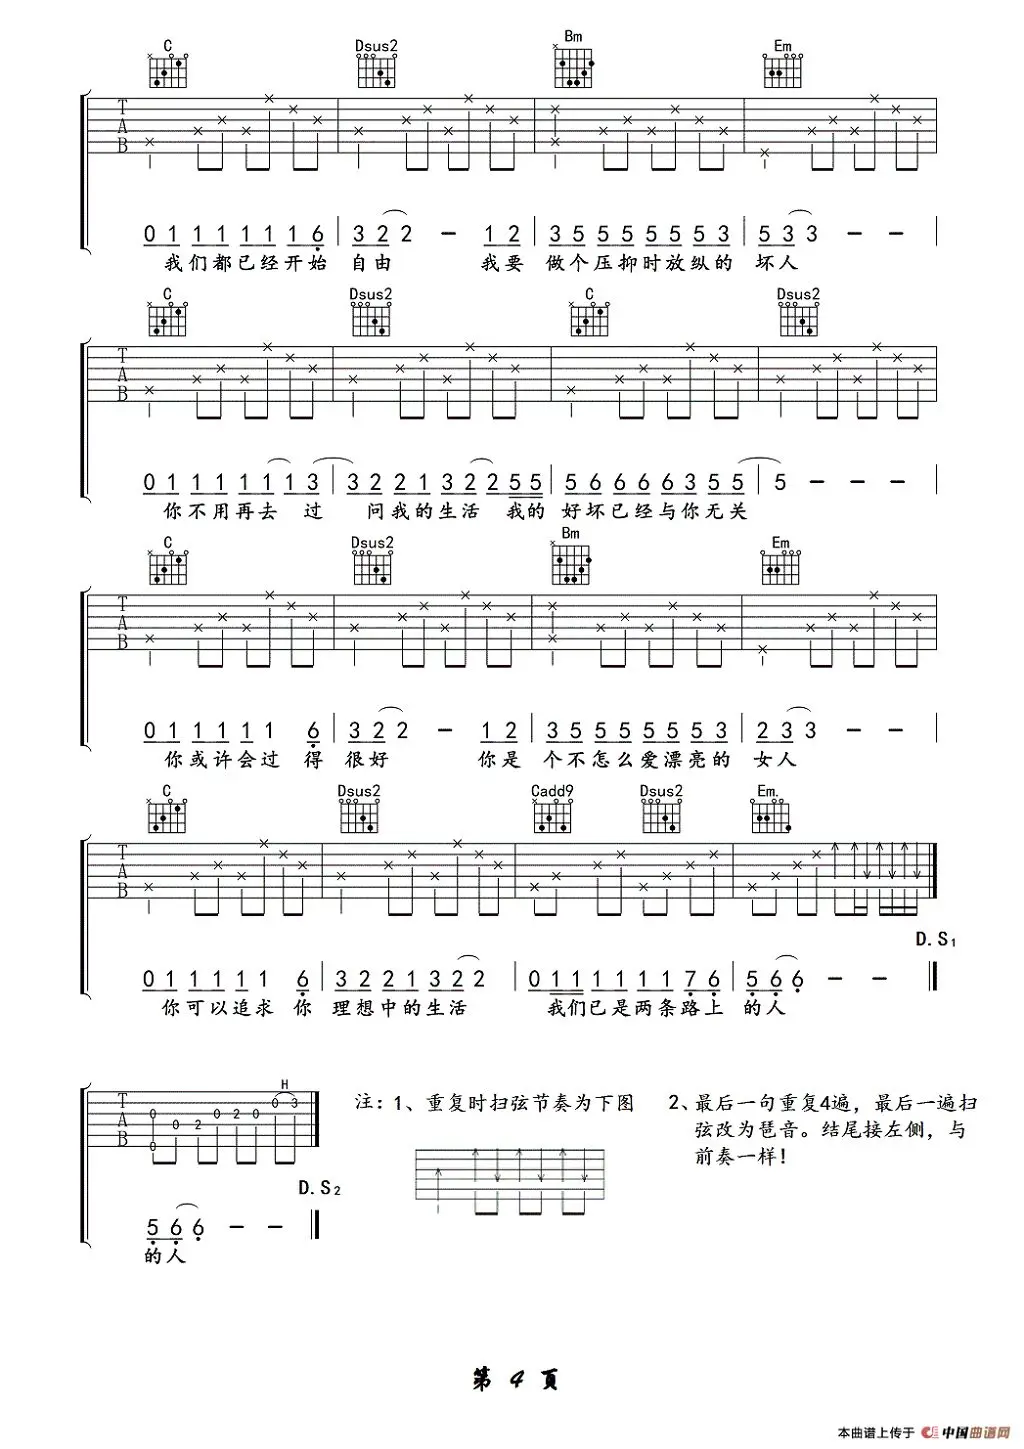 C Dsus2 Bm Em
T A B
0 1 1 1 1 1 1 6 3 2 2 - 1 2 3 5 5 5 5 5 5 3 5 3 3 - -
我们都已经开始 自由 我要 做个压抑时放纵的 坏人
C Dsus2 C Dsus2
T A B
0 1 1 1 1 1 1 3 3 2 2 1 3 2 2 5 5 5 6 6 6 6 3 5 5 5 - - -
你不用再去 过 问我的生活 我的 好坏已经与你无关
C Dsus2 Bm Em
T A B
0 1 1 1 1 1 6 3 2 2 - 1 2 3 5 5 5 5 5 5 3 2 3 3 - -
你或许会过 得 很好 你是 个不怎么爱漂亮的 女人
C Dsus2 Cadd9 Dsus2 Em.
T A B
D.S1
0 1 1 1 1 1 6 3 2 2 1 3 2 2 0 1 1 1 1 1 1 7 6 5 6 6 - -
你可以追求 你 理想中的生活 我们已是两条路上 的人
H
T A B 0 0 0 2 0 2 0 0 3
D.S2
5 6 6 - -
的人
注：1、重复时扫弦节奏为下图
2、最后一句重复4遍，最后一遍扫
弦改为琶音。结尾接左侧，与
前奏一样！
第 4 頁
本曲谱上传于 中国曲谱网